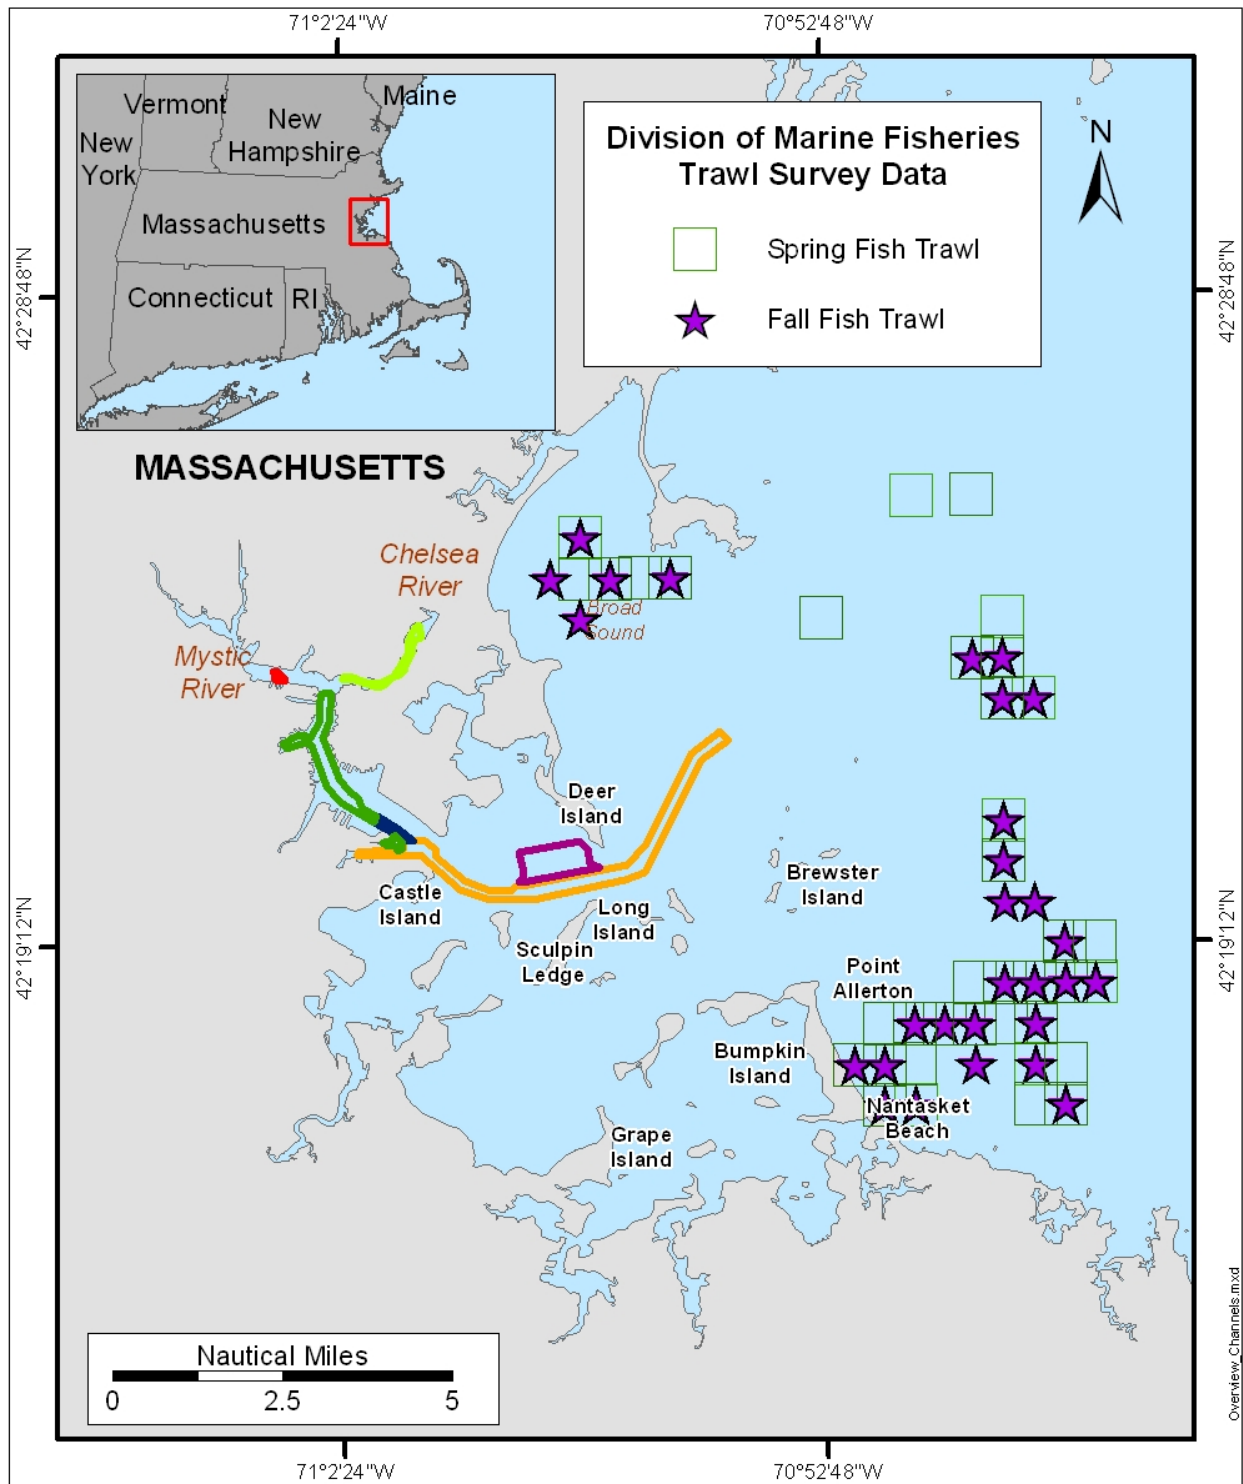 71°2'24"W
70°52'48"W
Vermont
Maine
New
Hampshire
New
York
Massachusetts
Connecticut
RI
Division of Marine Fisheries
Trawl Survey Data
Spring Fish Trawl
Fall Fish Trawl
N
42°28'48"N
42°28'48"N
MASSACHUSETTS
Chelsea
River
Broad
Sound
Mystic
River
Deer
Island
Castle
Island
Long
Island
Sculpin
Ledge
Brewster
Island
Point
Allerton
42°19'12"N
42°19'12"N
Bumpkin
Island
Nantasket
Beach
Grape
Island
Nautical Miles
0
2.5
5
Overview_Channels.mxd
71°2'24"W
70°52'48"W